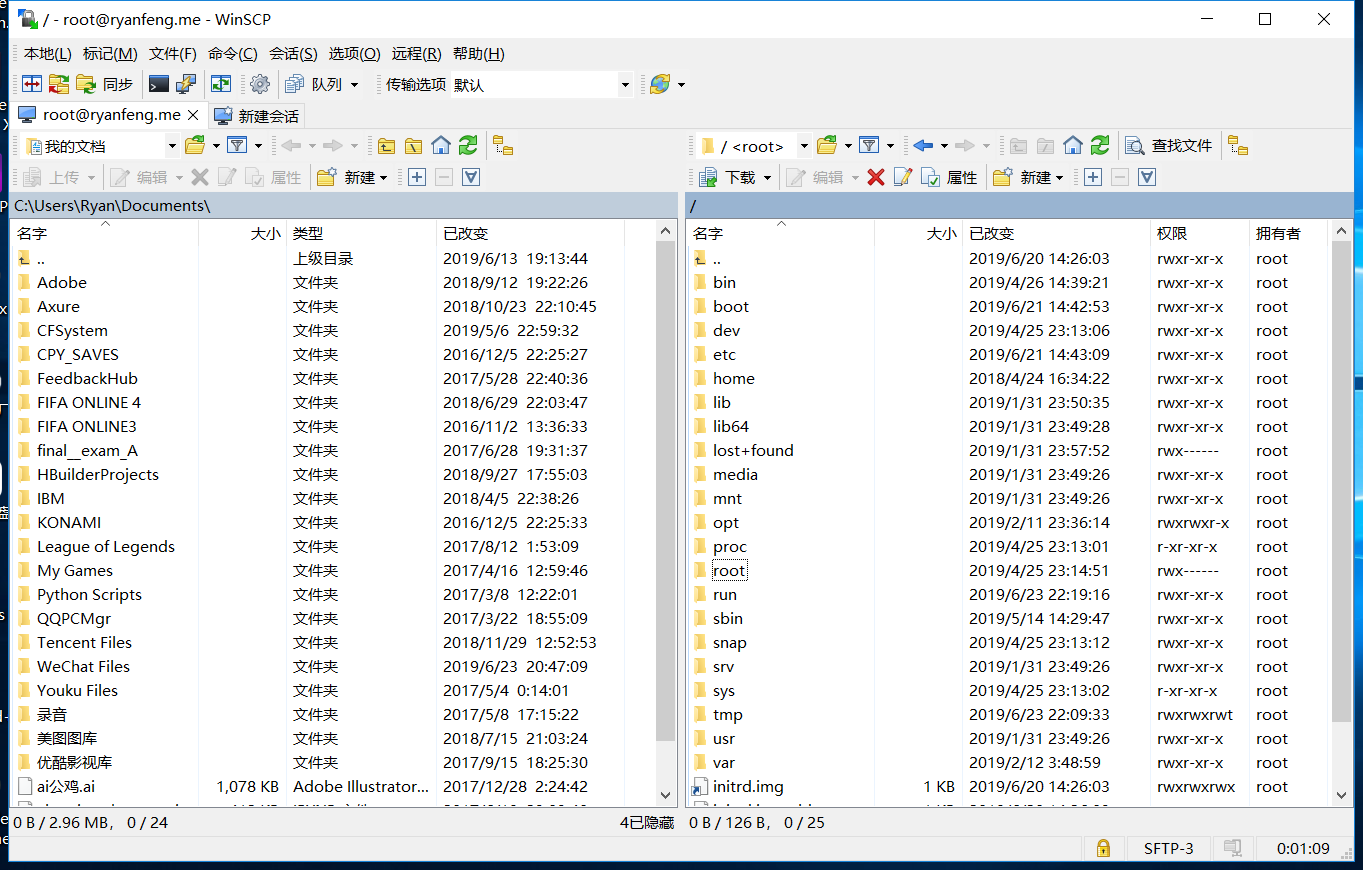 / - root@ryanfeng.me - WinSCP
本地(L) 标记(M) 文件(F) 命令(C) 会话(S) 选项(O) 远程(R) 帮助(H)
同步 队列 传输选项 默认
root@ryanfeng.me 新建会话
我的文档
上传 编辑 属性 新建
C:\Users\Ryan\Documents\
名字 大小 类型 已改变
.. 上级目录 2019/6/13 19:13:44
Adobe 文件夹 2018/9/12 19:22:26
Axure 文件夹 2018/10/23 22:10:45
CFSystem 文件夹 2019/5/6 22:59:32
CPY_SAVES 文件夹 2016/12/5 22:25:27
FeedbackHub 文件夹 2017/5/28 22:40:36
FIFA ONLINE 4 文件夹 2018/6/29 22:03:47
FIFA ONLINE3 文件夹 2016/11/2 13:36:33
final__exam_A 文件夹 2017/6/28 19:31:37
HBuilderProjects 文件夹 2018/9/27 17:55:03
IBM 文件夹 2018/4/5 22:38:26
KONAMI 文件夹 2016/12/5 22:25:33
League of Legends 文件夹 2017/8/12 1:53:09
My Games 文件夹 2017/4/16 12:59:46
Python Scripts 文件夹 2017/3/8 12:22:01
QQPCMgr 文件夹 2017/3/22 18:55:09
Tencent Files 文件夹 2018/11/29 12:52:53
WeChat Files 文件夹 2019/6/23 20:47:09
Youku Files 文件夹 2017/5/4 0:14:01
录音 文件夹 2017/5/8 17:15:22
美图图库 文件夹 2018/7/15 21:03:24
优酷影视库 文件夹 2017/9/15 18:25:30
ai公鸡.ai 1,078 KB Adobe Illustrator... 2017/12/28 2:24:42
0 B / 2.96 MB， 0 / 24 4已隐藏
/ <root> 查找文件
下载 编辑 属性 新建
/
名字 大小 已改变 权限 拥有者
.. 2019/6/20 14:26:03 rwxr-xr-x root
bin 2019/4/26 14:39:21 rwxr-xr-x root
boot 2019/6/21 14:42:53 rwxr-xr-x root
dev 2019/4/25 23:13:06 rwxr-xr-x root
etc 2019/6/21 14:43:09 rwxr-xr-x root
home 2018/4/24 16:34:22 rwxr-xr-x root
lib 2019/1/31 23:50:35 rwxr-xr-x root
lib64 2019/1/31 23:49:28 rwxr-xr-x root
lost+found 2019/1/31 23:57:52 rwx------ root
media 2019/1/31 23:49:26 rwxr-xr-x root
mnt 2019/1/31 23:49:26 rwxr-xr-x root
opt 2019/2/11 23:36:14 rwxrwxr-x root
proc 2019/4/25 23:13:01 r-xr-xr-x root
root 2019/4/25 23:14:51 rwx------ root
run 2019/6/23 22:19:16 rwxr-xr-x root
sbin 2019/5/14 14:29:47 rwxr-xr-x root
snap 2019/4/25 23:13:12 rwxr-xr-x root
srv 2019/1/31 23:49:26 rwxr-xr-x root
sys 2019/4/25 23:13:02 r-xr-xr-x root
tmp 2019/6/23 22:09:33 rwxrwxrwt root
usr 2019/1/31 23:49:26 rwxr-xr-x root
var 2019/2/12 3:48:59 rwxr-xr-x root
initrd.img 1 KB 2019/6/20 14:26:03 rwxrwxrwx root
0 B / 126 B， 0 / 25
SFTP-3 0:01:09